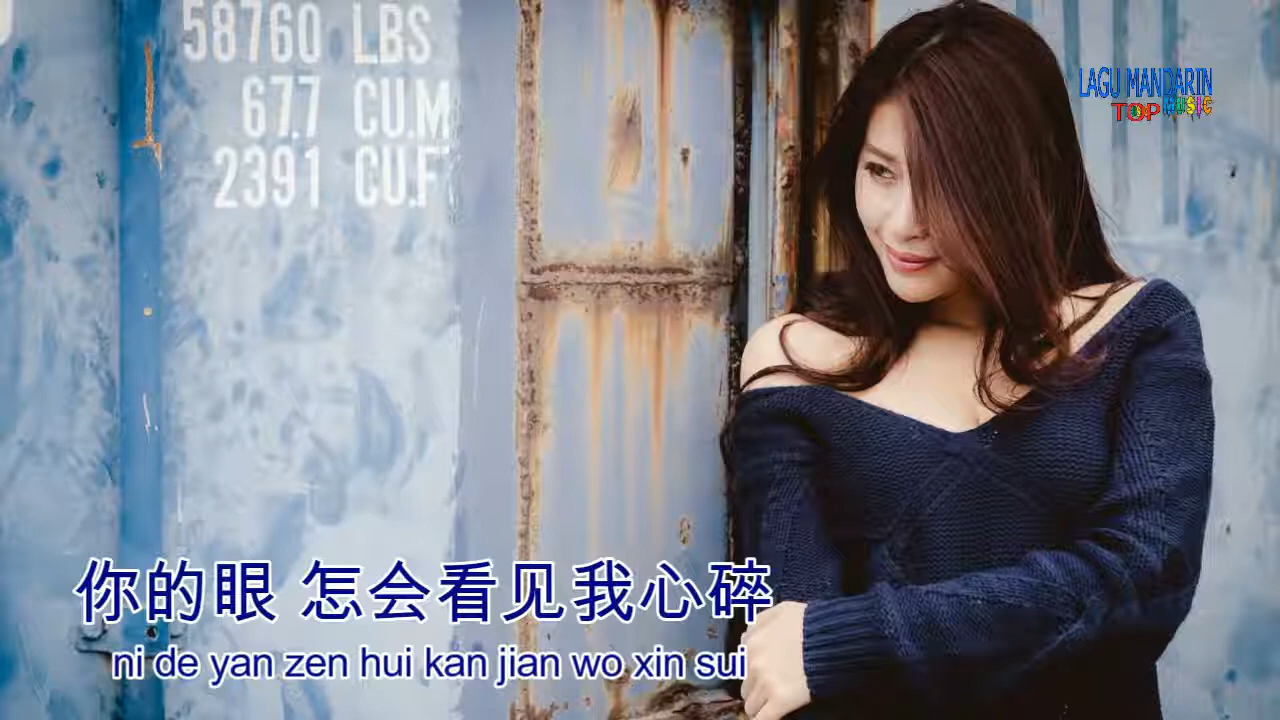 58760 LBS
67.7 CU.M
2391 CU.F
LAGU MANDARIN
TOP MUSIC
你的眼 怎会看见我心碎
ni de yan zen hui kan jian wo xin sui